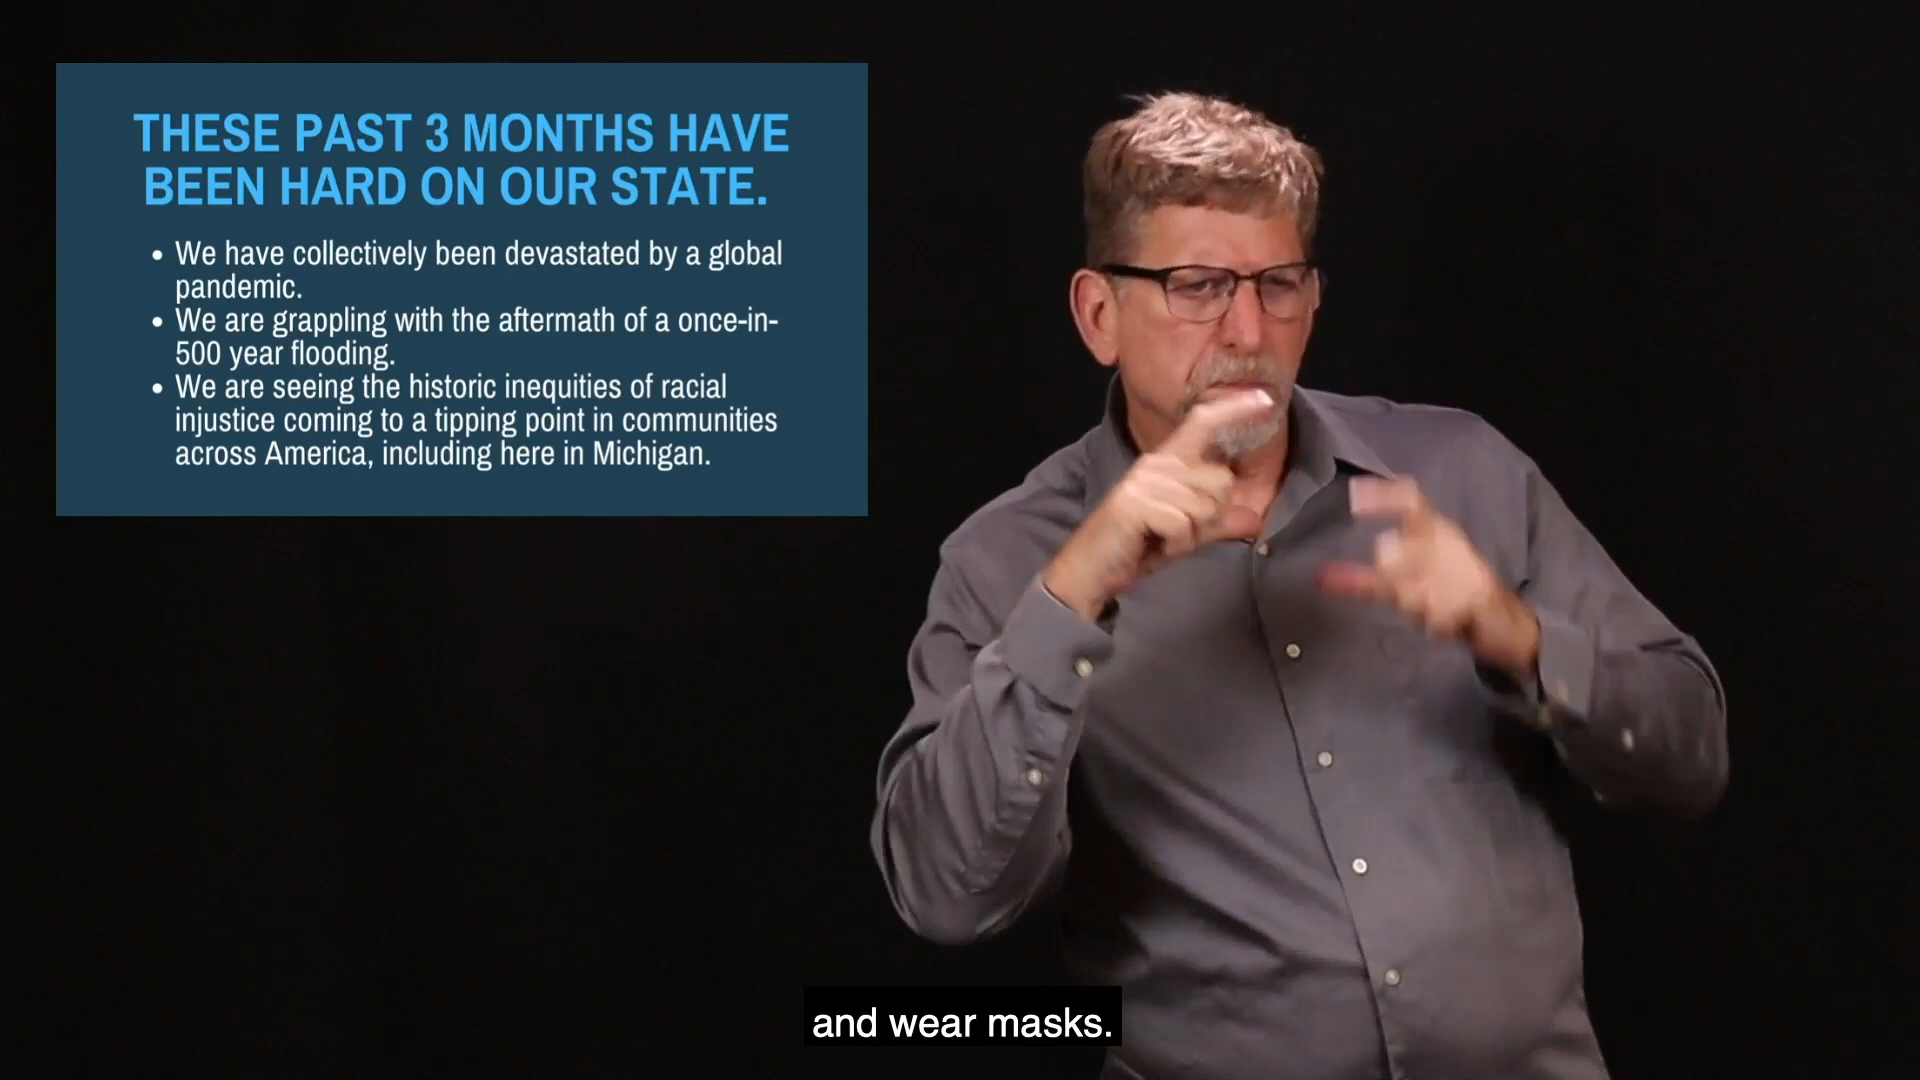 THESE PAST 3 MONTHS HAVE
BEEN HARD ON OUR STATE.
• We have collectively been devastated by a global
pandemic.
• We are grappling with the aftermath of a once-in-
500 year flooding.
• We are seeing the historic inequities of racial
injustice coming to a tipping point in communities
across America, including here in Michigan.
and wear masks.